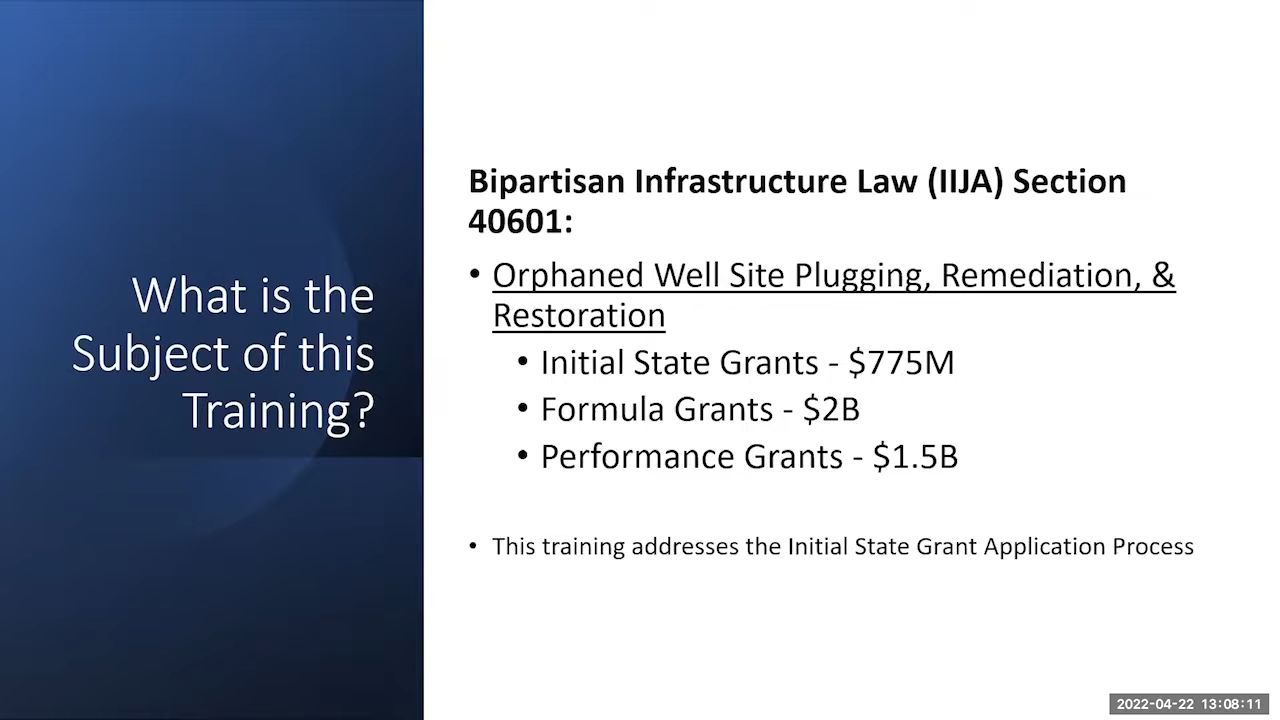 What is the
Subject of this
Training?
Bipartisan Infrastructure Law (IIJA) Section
40601:
• Orphaned Well Site Plugging, Remediation, &
Restoration
• Initial State Grants - $775M
• Formula Grants - $2B
• Performance Grants - $1.5B
• This training addresses the Initial State Grant Application Process
2022-04-22 13:08:11